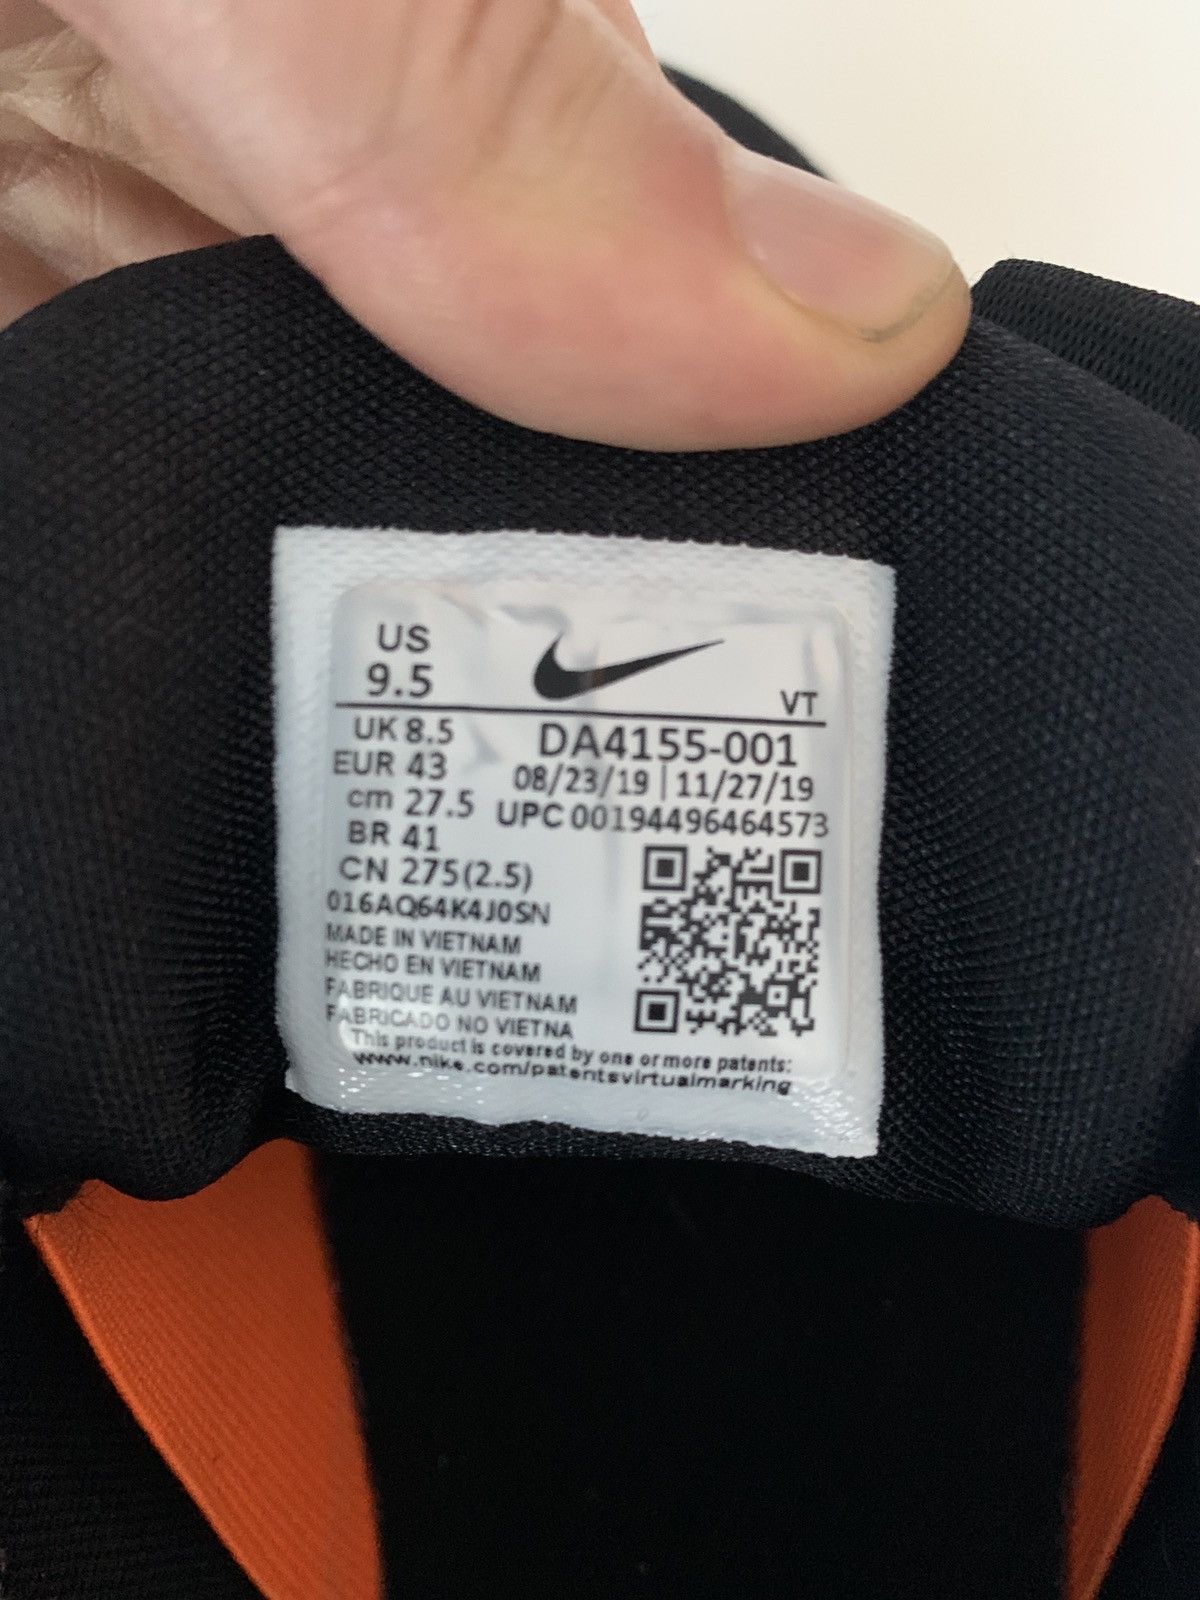 US
9.5
VT
UK 8.5
DA4155-001
EUR 43
08/23/19 | 11/27/19
cm 27.5
UPC 00194496464573
BR 41
CN 275(2.5)
016AQ64K4J0SN
MADE IN VIETNAM
HECHO EN VIETNAM
FABRIQUE AU VIETNAM
FABRICADO NO VIETNA
This product is covered by one or more patents:
www.nike.com/patentsvirtualmarking